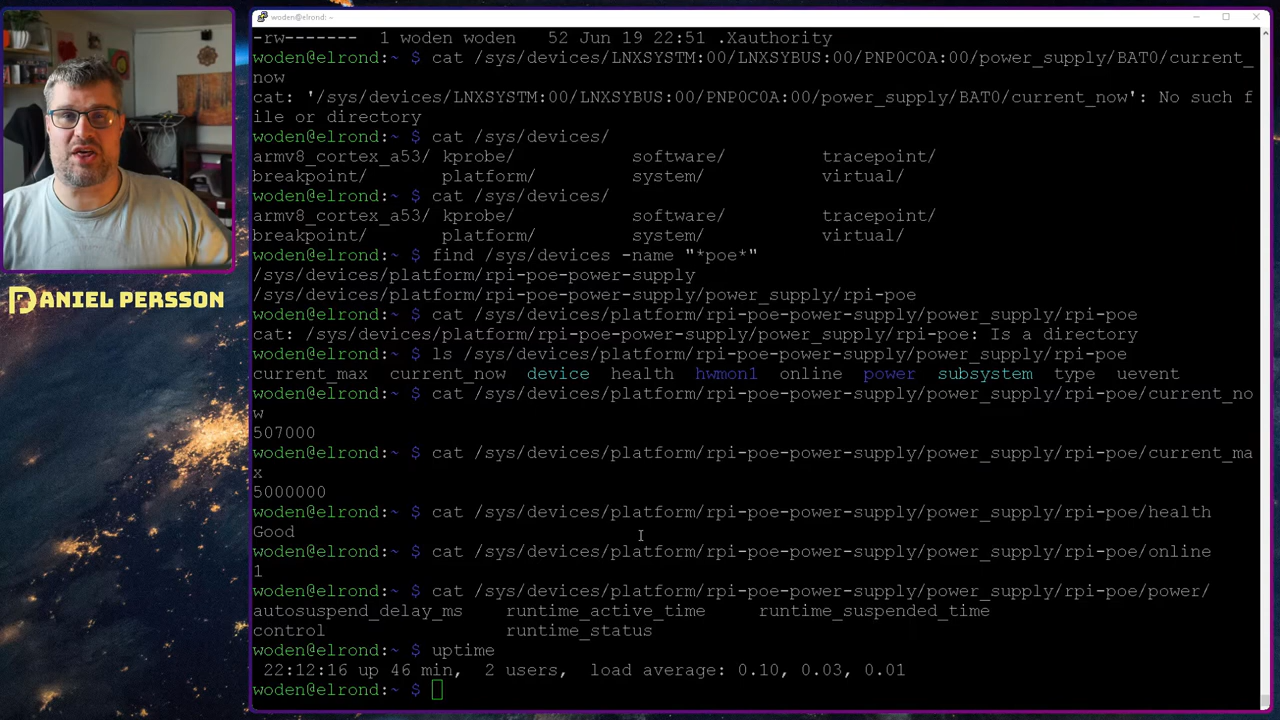 woden@elrond: ~
-rw------- 1 woden woden   52 Jun 19 22:51 .Xauthority
woden@elrond:~ $ cat /sys/devices/LNXSYSTM:00/LNXSYBUS:00/PNP0C0A:00/power_supply/BAT0/current_
now
cat: '/sys/devices/LNXSYSTM:00/LNXSYBUS:00/PNP0C0A:00/power_supply/BAT0/current_now': No such f
ile or directory
woden@elrond:~ $ cat /sys/devices/
armv8_cortex_a53/ kprobe/           software/         tracepoint/
breakpoint/       platform/         system/           virtual/
woden@elrond:~ $ cat /sys/devices/
armv8_cortex_a53/ kprobe/           software/         tracepoint/
breakpoint/       platform/         system/           virtual/
woden@elrond:~ $ find /sys/devices -name "*poe*"
/sys/devices/platform/rpi-poe-power-supply
/sys/devices/platform/rpi-poe-power-supply/power_supply/rpi-poe
woden@elrond:~ $ cat /sys/devices/platform/rpi-poe-power-supply/power_supply/rpi-poe
cat: /sys/devices/platform/rpi-poe-power-supply/power_supply/rpi-poe: Is a directory
woden@elrond:~ $ ls /sys/devices/platform/rpi-poe-power-supply/power_supply/rpi-poe
current_max  current_now  device  health  hwmon1  online  power  subsystem  type  uevent
woden@elrond:~ $ cat /sys/devices/platform/rpi-poe-power-supply/power_supply/rpi-poe/current_no
w
507000
woden@elrond:~ $ cat /sys/devices/platform/rpi-poe-power-supply/power_supply/rpi-poe/current_ma
x
5000000
woden@elrond:~ $ cat /sys/devices/platform/rpi-poe-power-supply/power_supply/rpi-poe/health
Good
woden@elrond:~ $ cat /sys/devices/platform/rpi-poe-power-supply/power_supply/rpi-poe/online
1
woden@elrond:~ $ cat /sys/devices/platform/rpi-poe-power-supply/power_supply/rpi-poe/power/
autosuspend_delay_ms    runtime_active_time     runtime_suspended_time
control                 runtime_status
woden@elrond:~ $ uptime
 22:12:16 up 46 min,  2 users,  load average: 0.10, 0.03, 0.01
woden@elrond:~ $
DANIEL PERSSON